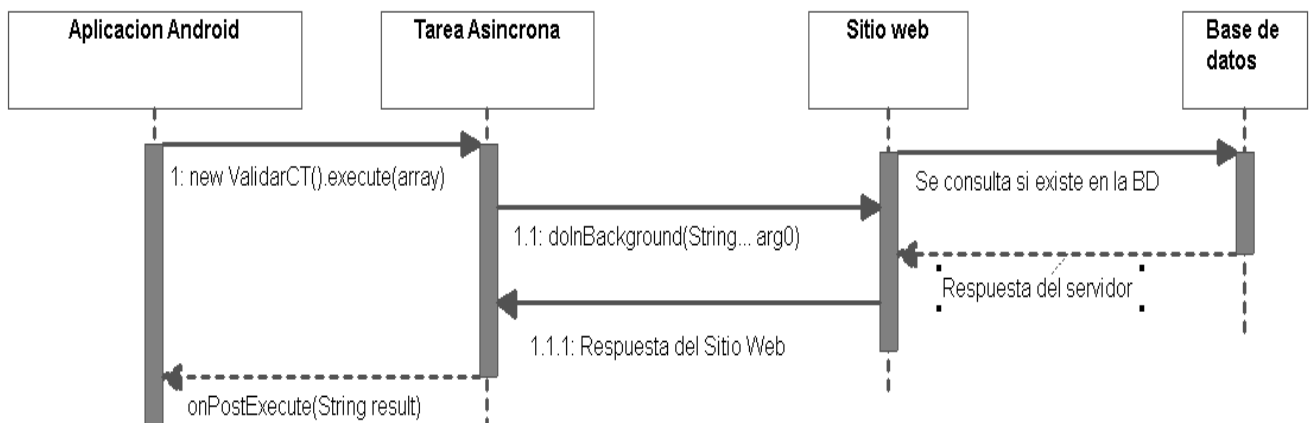 Aplicacion Android
Tarea Asincrona
Sitio web
Base de
datos
1: new ValidarCT().execute(array)
Se consulta si existe en la BD
1.1: doInBackground(String... arg0)
Respuesta del servidor
1.1.1: Respuesta del Sitio Web
onPostExecute(String result)